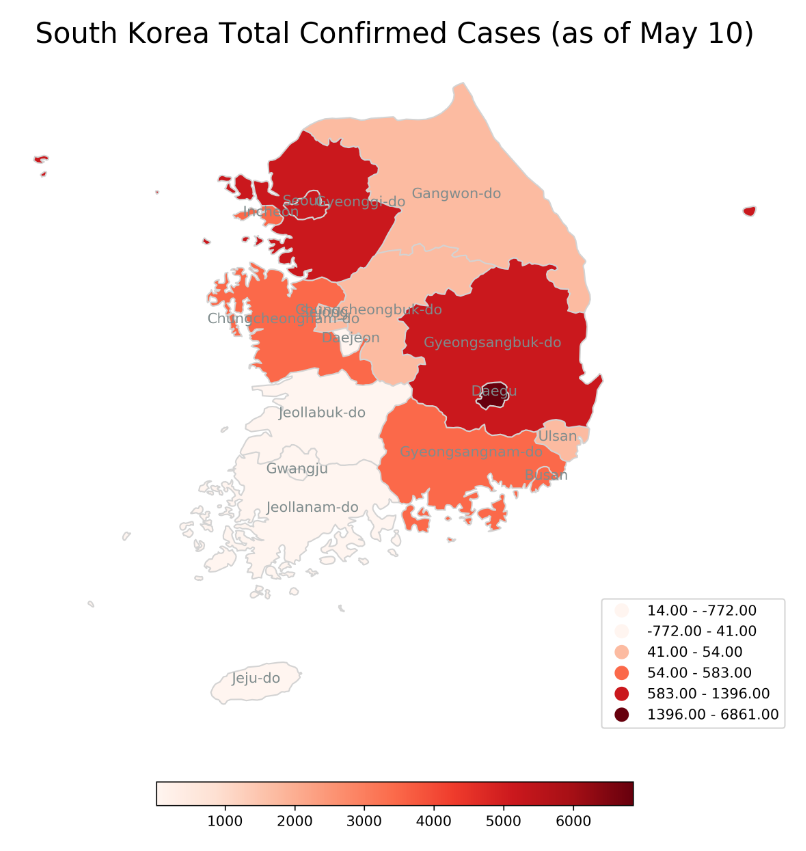 South Korea Total Confirmed Cases (as of May 10)
Gangwon-do
Seoul
Gyeonggi-do
Incheon
Chungcheongbuk-do
Sejong
Chungcheongnam-do
Daejeon
Gyeongsangbuk-do
Daegu
Jeollabuk-do
Ulsan
Gyeongsangnam-do
Gwangju
Busan
Jeollanam-do
Jeju-do
14.00 - -772.00
-772.00 - 41.00
41.00 - 54.00
54.00 - 583.00
583.00 - 1396.00
1396.00 - 6861.00
1000 2000 3000 4000 5000 6000